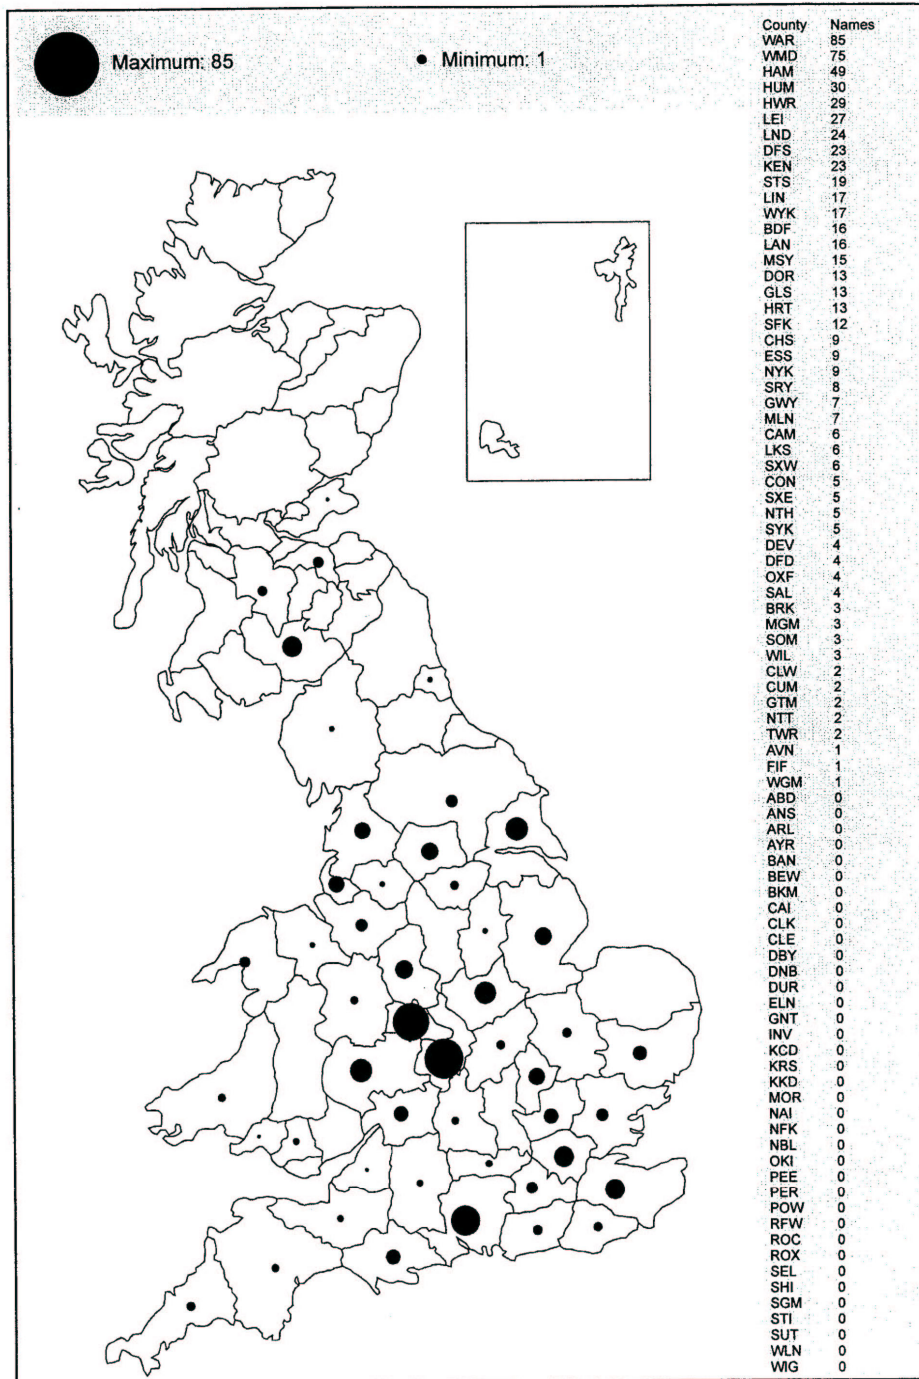 Maximum: 85
Minimum: 1
County Names
WAR 85
WMD 75
HAM 49
HUM 30
HWR 29
LEI 27
LND 24
DFS 23
KEN 23
STS 19
LIN 17
WYK 17
BDF 16
LAN 16
MSY 15
DOR 13
GLS 13
HRT 13
SFK 12
CHS 9
ESS 9
NYK 9
SRY 8
GWY 7
MLN 7
CAM 6
LKS 6
SXW 6
CON 5
SXE 5
NTH 5
SYK 5
DEV 4
DFD 4
OXF 4
SAL 4
BRK 3
MGM 3
SOM 3
WIL 3
CLW 2
CUM 2
GTM 2
NTT 2
TWR 2
AVN 1
FIF 1
WGM 1
ABD 0
ANS 0
ARL 0
AYR 0
BAN 0
BEW 0
BKM 0
CAI 0
CLK 0
CLE 0
DBY 0
DNB 0
DUR 0
ELN 0
GNT 0
INV 0
KCD 0
KRS 0
KKD 0
MOR 0
NAI 0
NFK 0
NBL 0
OKI 0
PEE 0
PER 0
POW 0
RFW 0
ROC 0
ROX 0
SEL 0
SHI 0
SGM 0
STI 0
SUT 0
WLN 0
WIG 0